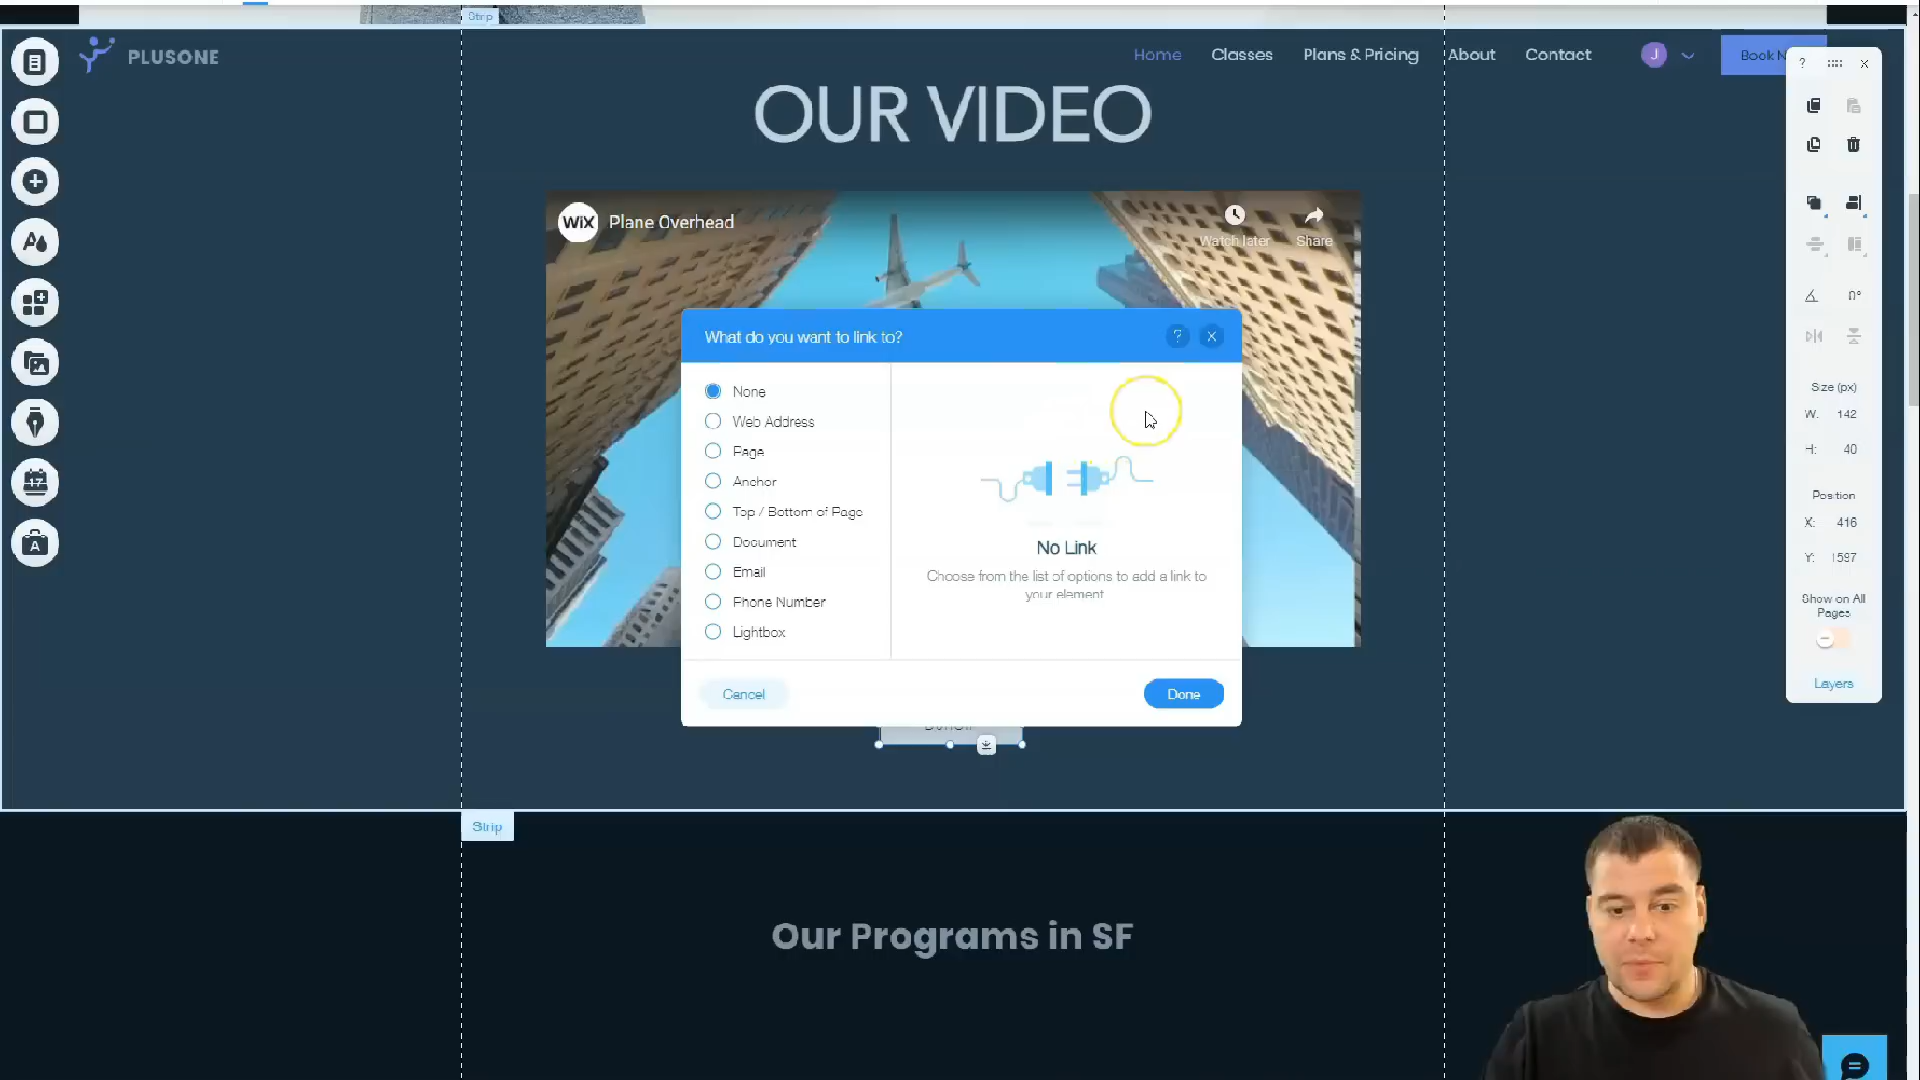 Strip
PLUSONE
Home
Classes
Plans & Pricing
About
Contact
J
Book N
OUR VIDEO
WiX
Plane Overhead
Watch later
Share
What do you want to link to?
None
Web Address
Page
Anchor
Top / Bottom of Page
Document
Email
Phone Number
Lightbox
No Link
Choose from the list of options to add a link to
your element
Cancel
Done
Size (px)
W: 142
H: 40
Position
X: 416
Y: 1597
Show on All
Pages
Layers
Strip
Our Programs in SF
17
A